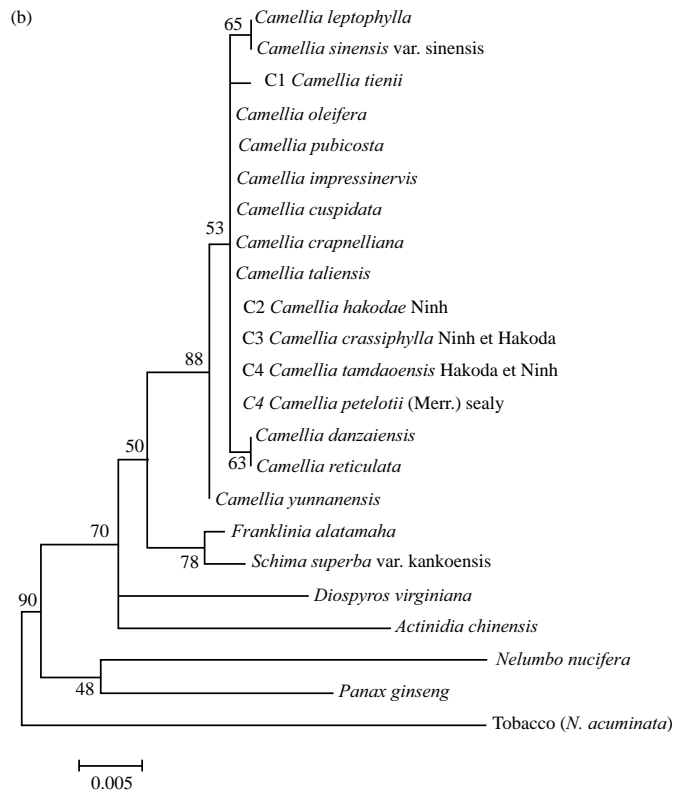 (b)
65
Camellia leptophylla
Camellia sinensis var. sinensis
C1 Camellia tienii
Camellia oleifera
Camellia pubicosta
Camellia impressinervis
Camellia cuspidata
53
Camellia crapnelliana
Camellia taliensis
C2 Camellia hakodae Ninh
C3 Camellia crassiphylla Ninh et Hakoda
88
C4 Camellia tamdaoensis Hakoda et Ninh
C4 Camellia petelotii (Merr.) sealy
Camellia danzaiensis
50
63
Camellia reticulata
Camellia yunnanensis
70
Franklinia alatamaha
78
Schima superba var. kankoensis
90
Diospyros virginiana
Actinidia chinensis
Nelumbo nucifera
48
Panax ginseng
Tobacco (N. acuminata)
0.005